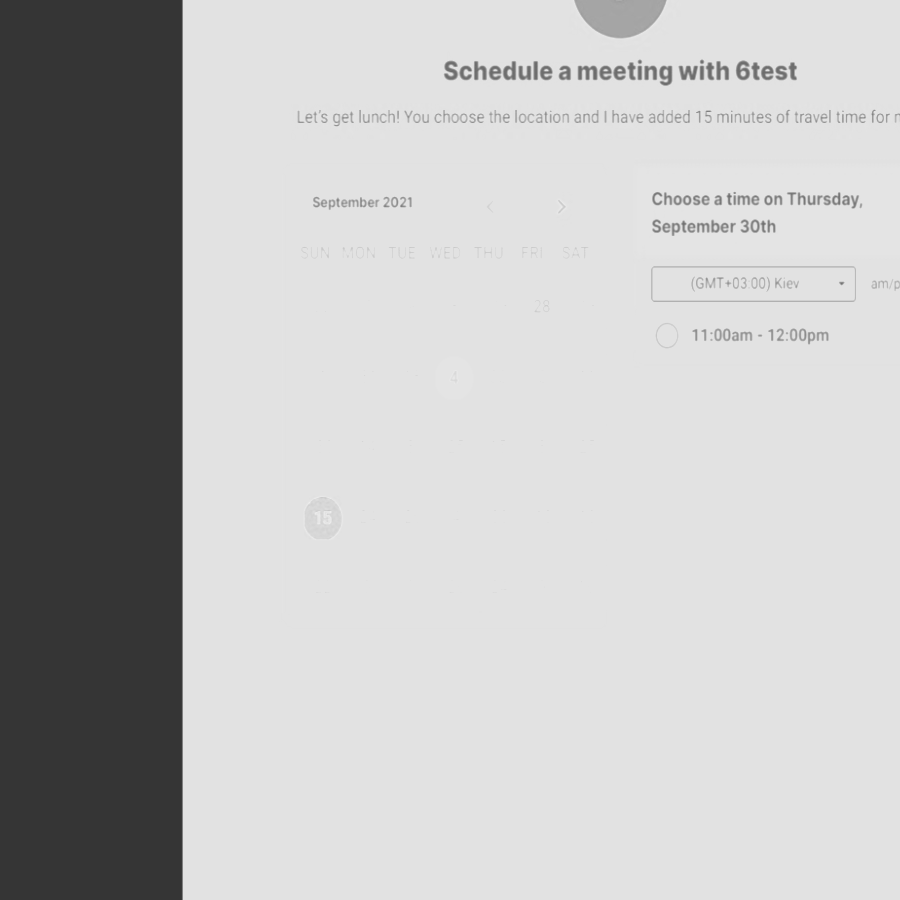 Schedule a meeting with 6test
Let's get lunch! You choose the location and I have added 15 minutes of travel time for
September 2021
SUN MON TUE WED THU FRI SAT
28
4
15
Choose a time on Thursday,
September 30th
(GMT+03:00) Kiev
am/p
11:00am - 12:00pm